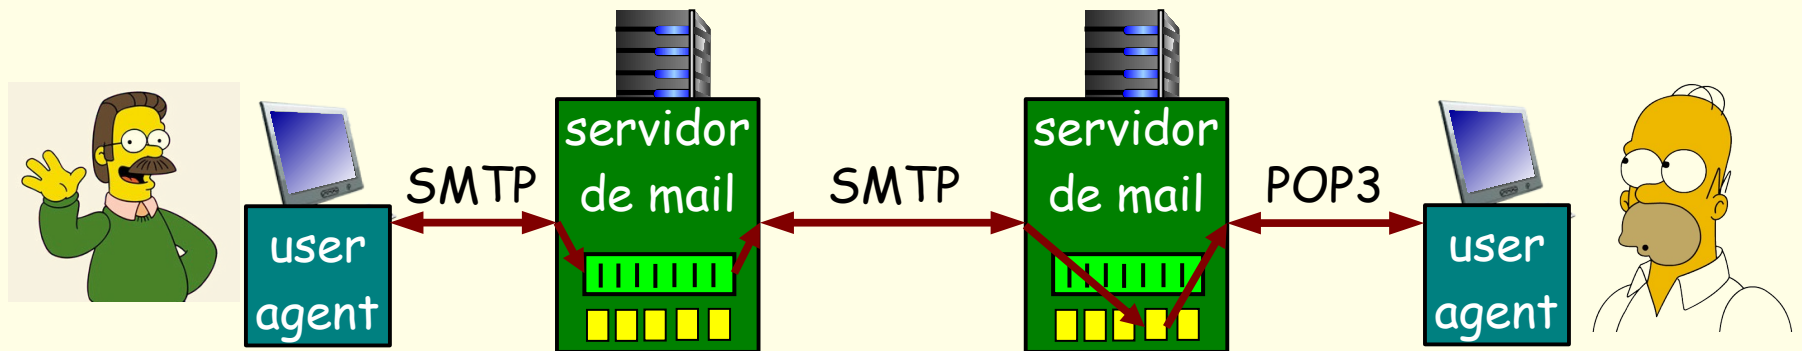 user
agent
SMTP
servidor
de mail
SMTP
servidor
de mail
POP3
user
agent